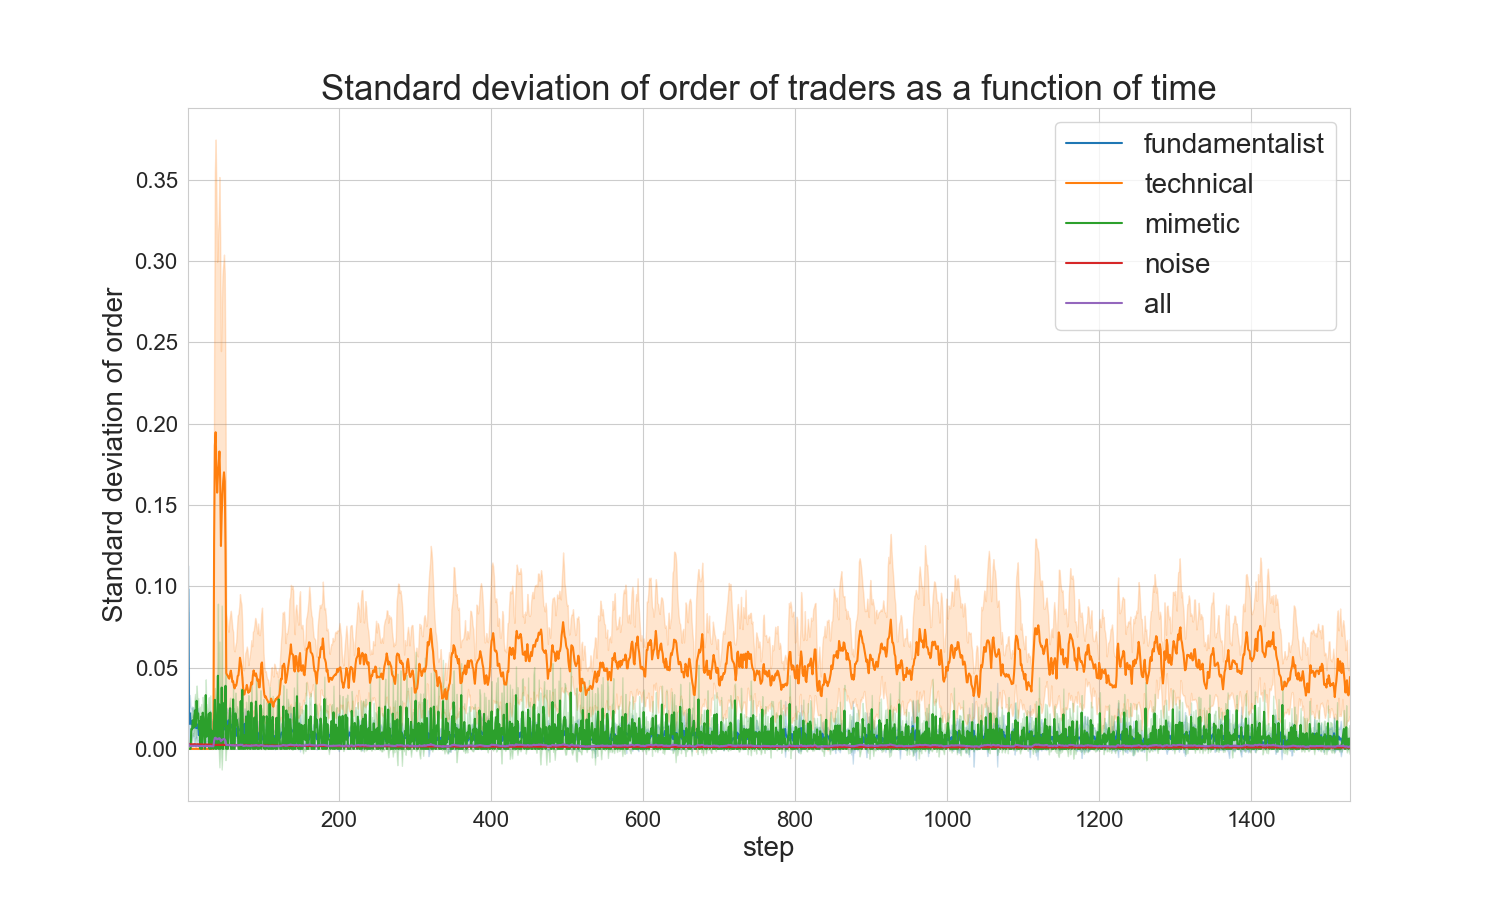 Standard deviation of order of traders as a function of time
fundamentalist
technical
mimetic
noise
all
Standard deviation of order
0.35
0.30
0.25
0.20
0.15
0.10
0.05
0.00
200 400 600 800 1000 1200 1400
step